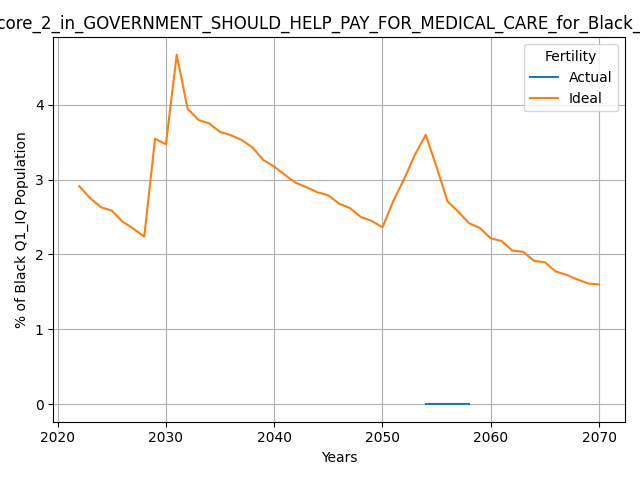 core_2_in_GOVERNMENT_SHOULD_HELP_PAY_FOR_MEDICAL_CARE_for_Black_
Fertility
Actual
Ideal
% of Black Q1_IQ Population
4
3
2
1
0
2020 2030 2040 2050 2060 2070
Years